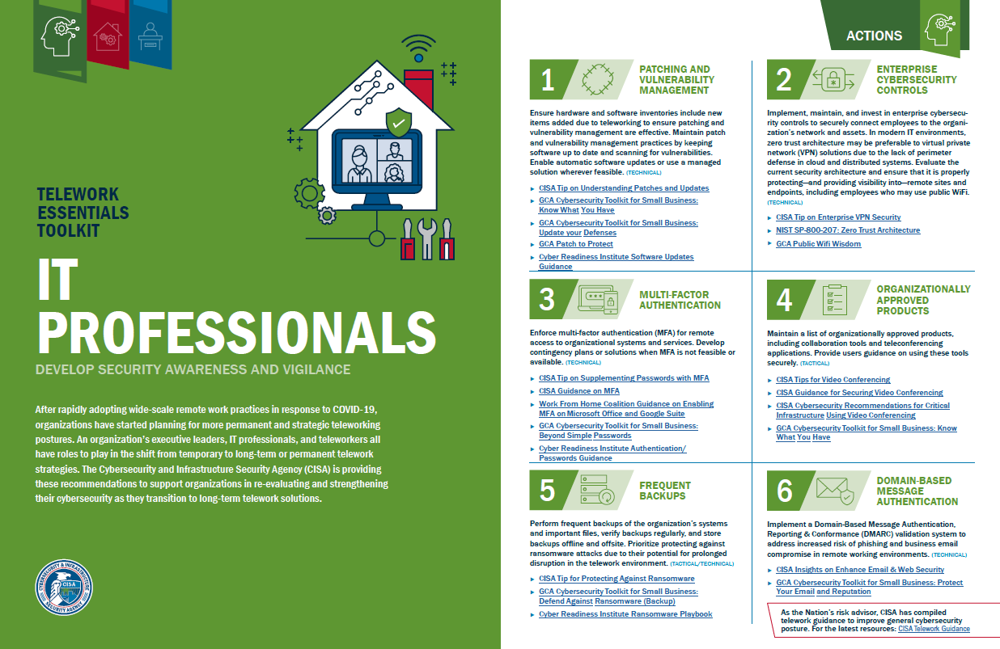 TELEWORK
ESSENTIALS
TOOLKIT
IT
PROFESSIONALS
DEVELOP SECURITY AWARENESS AND VIGILANCE
After rapidly adopting wide-scale remote work practices in response to COVID-19,
organizations have started planning for more permanent and strategic teleworking
postures. An organization's executive leaders, IT professionals, and teleworkers all
have roles to play in the shift from temporary to long-term or permanent telework
strategies. The Cybersecurity and Infrastructure Security Agency (CISA) is providing
these recommendations to support organizations in re-evaluating and strengthening
their cybersecurity as they transition to long-term telework solutions.
CYBERSECURITY & INFRASTRUCTURE
CISA
SECURITY AGENCY
ACTIONS
1
PATCHING AND
VULNERABILITY
MANAGEMENT
Ensure hardware and software inventories include new
items added due to teleworking to ensure patching and
vulnerability management are effective. Maintain patch
and vulnerability management practices by keeping
software up to date and scanning for vulnerabilities.
Enable automatic software updates or use a managed
solution wherever feasible. (TECHNICAL)
► CISA Tip on Understanding Patches and Updates
► GCA Cybersecurity Toolkit for Small Business:
Know What You Have
► GCA Cybersecurity Toolkit for Small Business:
Update your Defenses
► GCA Patch to Protect
► Cyber Readiness Institute Software Updates
Guidance
2
ENTERPRISE
CYBERSECURITY
CONTROLS
Implement, maintain, and invest in enterprise cybersecu-
rity controls to securely connect employees to the organi-
zation's network and assets. In modern IT environments,
zero trust architecture may be preferable to virtual private
network (VPN) solutions due to the lack of perimeter
defense in cloud and distributed systems. Evaluate the
current security architecture and ensure that it is properly
protecting—and providing visibility into—remote sites and
endpoints, including employees who may use public WiFi.
(TECHNICAL)
► CISA Tip on Enterprise VPN Security
► NIST SP-800-207: Zero Trust Architecture
► GCA Public Wifi Wisdom
3
MULTI-FACTOR
AUTHENTICATION
Enforce multi-factor authentication (MFA) for remote
access to organizational systems and services. Develop
contingency plans or solutions when MFA is not feasible or
available. (TECHNICAL)
► CISA Tip on Supplementing Passwords with MFA
► CISA Guidance on MFA
► Work From Home Coalition Guidance on Enabling
MFA on Microsoft Office and Google Suite
► GCA Cybersecurity Toolkit for Small Business:
Beyond Simple Passwords
► Cyber Readiness Institute Authentication/
Passwords Guidance
4
ORGANIZATIONALLY
APPROVED
PRODUCTS
Maintain a list of organizationally approved products,
including collaboration tools and teleconferencing
applications. Provide users guidance on using these tools
securely. (TACTICAL)
► CISA Tips for Video Conferencing
► CISA Guidance for Securing Video Conferencing
► CISA Cybersecurity Recommendations for Critical
Infrastructure Using Video Conferencing
► GCA Cybersecurity Toolkit for Small Business: Know
What You Have
5
FREQUENT
BACKUPS
Perform frequent backups of the organization's systems
and important files, verify backups regularly, and store
backups offline and offsite. Prioritize protecting against
ransomware attacks due to their potential for prolonged
disruption in the telework environment. (TACTICAL/TECHNICAL)
► CISA Tip for Protecting Against Ransomware
► GCA Cybersecurity Toolkit for Small Business:
Defend Against Ransomware (Backup)
► Cyber Readiness Institute Ransomware Playbook
6
DOMAIN-BASED
MESSAGE
AUTHENTICATION
Implement a Domain-Based Message Authentication,
Reporting & Conformance (DMARC) validation system to
address increased risk of phishing and business email
compromise in remote working environments. (TECHNICAL)
► CISA Insights on Enhance Email & Web Security
► GCA Cybersecurity Toolkit for Small Business: Protect
Your Email and Reputation
As the Nation's risk advisor, CISA has compiled
telework guidance to improve general cybersecurity
posture. For the latest resources: CISA Telework Guidance